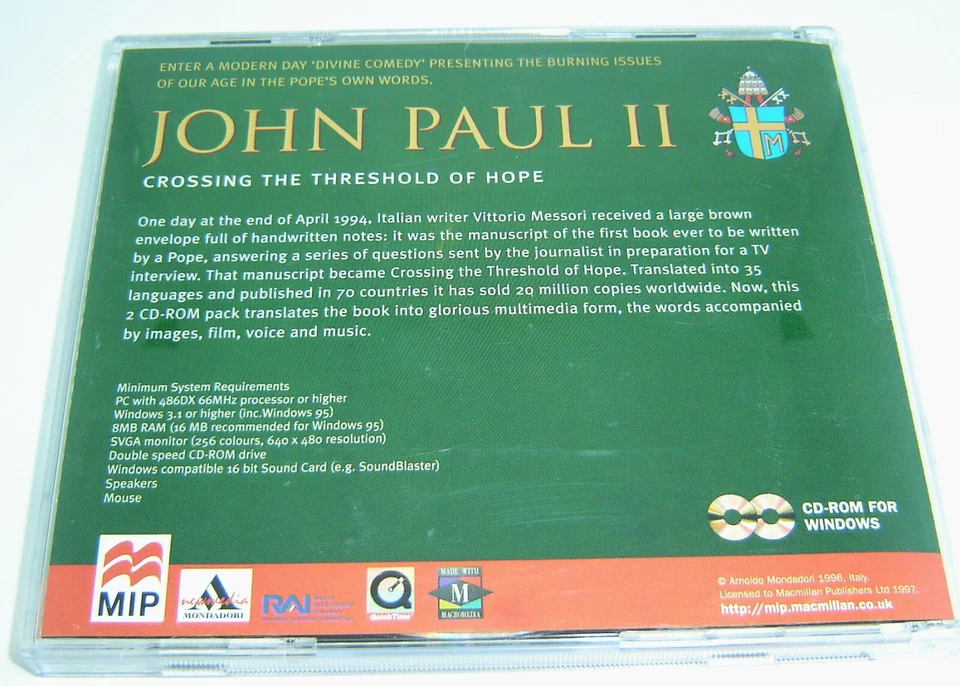 ENTER A MODERN DAY 'DIVINE COMEDY' PRESENTING THE BURNING ISSUES
OF OUR AGE IN THE POPE'S OWN WORDS.
JOHN PAUL II
M
CROSSING THE THRESHOLD OF HOPE
One day at the end of April 1994, Italian writer Vittorio Messori received a large brown
envelope full of handwritten notes: it was the manuscript of the first book ever to be written
by a Pope, answering a series of questions sent by the journalist in preparation for a TV
interview. That manuscript became Crossing the Threshold of Hope. Translated into 35
languages and published in 70 countries it has sold 20 million copies worldwide. Now, this
2 CD-ROM pack translates the book into glorious multimedia form, the words accompanied
by images, film, voice and music.
Minimum System Requirements
PC with 486DX 66MHz processor or higher
Windows 3.1 or higher (inc.Windows 95)
8MB RAM (16 MB recommended for Windows 95)
SVGA monitor (256 colours, 640 x 480 resolution)
Double speed CD-ROM drive
Windows compatible 16 bit Sound Card (e.g. SoundBlaster)
Speakers
Mouse
CD-ROM FOR
WINDOWS
MIP
newmedia
MONDADORI
RAI
QuickTime
MADE WITH
M
MACROMEDIA
© Arnoldo Mondadori 1996, Italy.
Licensed to Macmillan Publishers Ltd 1997.
http://mip.macmillan.co.uk